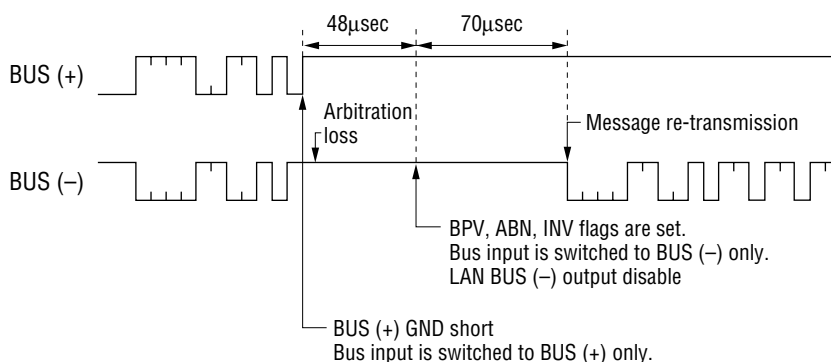 48μsec
70μsec
BUS (+)
Arbitration
loss
Message re-transmission
BUS (–)
BPV, ABN, INV flags are set.
Bus input is switched to BUS (–) only.
LAN BUS (–) output disable
BUS (+) GND short
Bus input is switched to BUS (+) only.